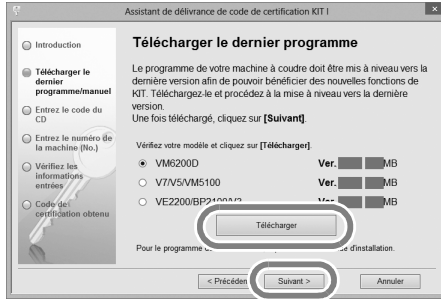 Assistant de délivrance de code de certification KIT I
x
Introduction
Télécharger le
dernier
programme/manuel
Entrez le code du
CD
Entrez le numéro de
la machine (No.)
Vérifiez les
informations
entrées
Code de
certification obtenu
Télécharger le dernier programme
Le programme de votre machine à coudre doit être mis à niveau vers la
dernière version afin de pouvoir bénéficier des nouvelles fonctions de
KIT. Téléchargez-le et procédez à la mise à niveau vers la dernière
version.
Une fois téléchargé, cliquez sur [Suivant].
Vérifiez votre modèle et cliquez sur [Télécharger].
VM6200D Ver. MB
V7/V5/VM5100 Ver. MB
VE2200/BP2100/V3 Ver. MB
Télécharger
Pour le programme d'installation.
< Précédent
Suivant >
Annuler